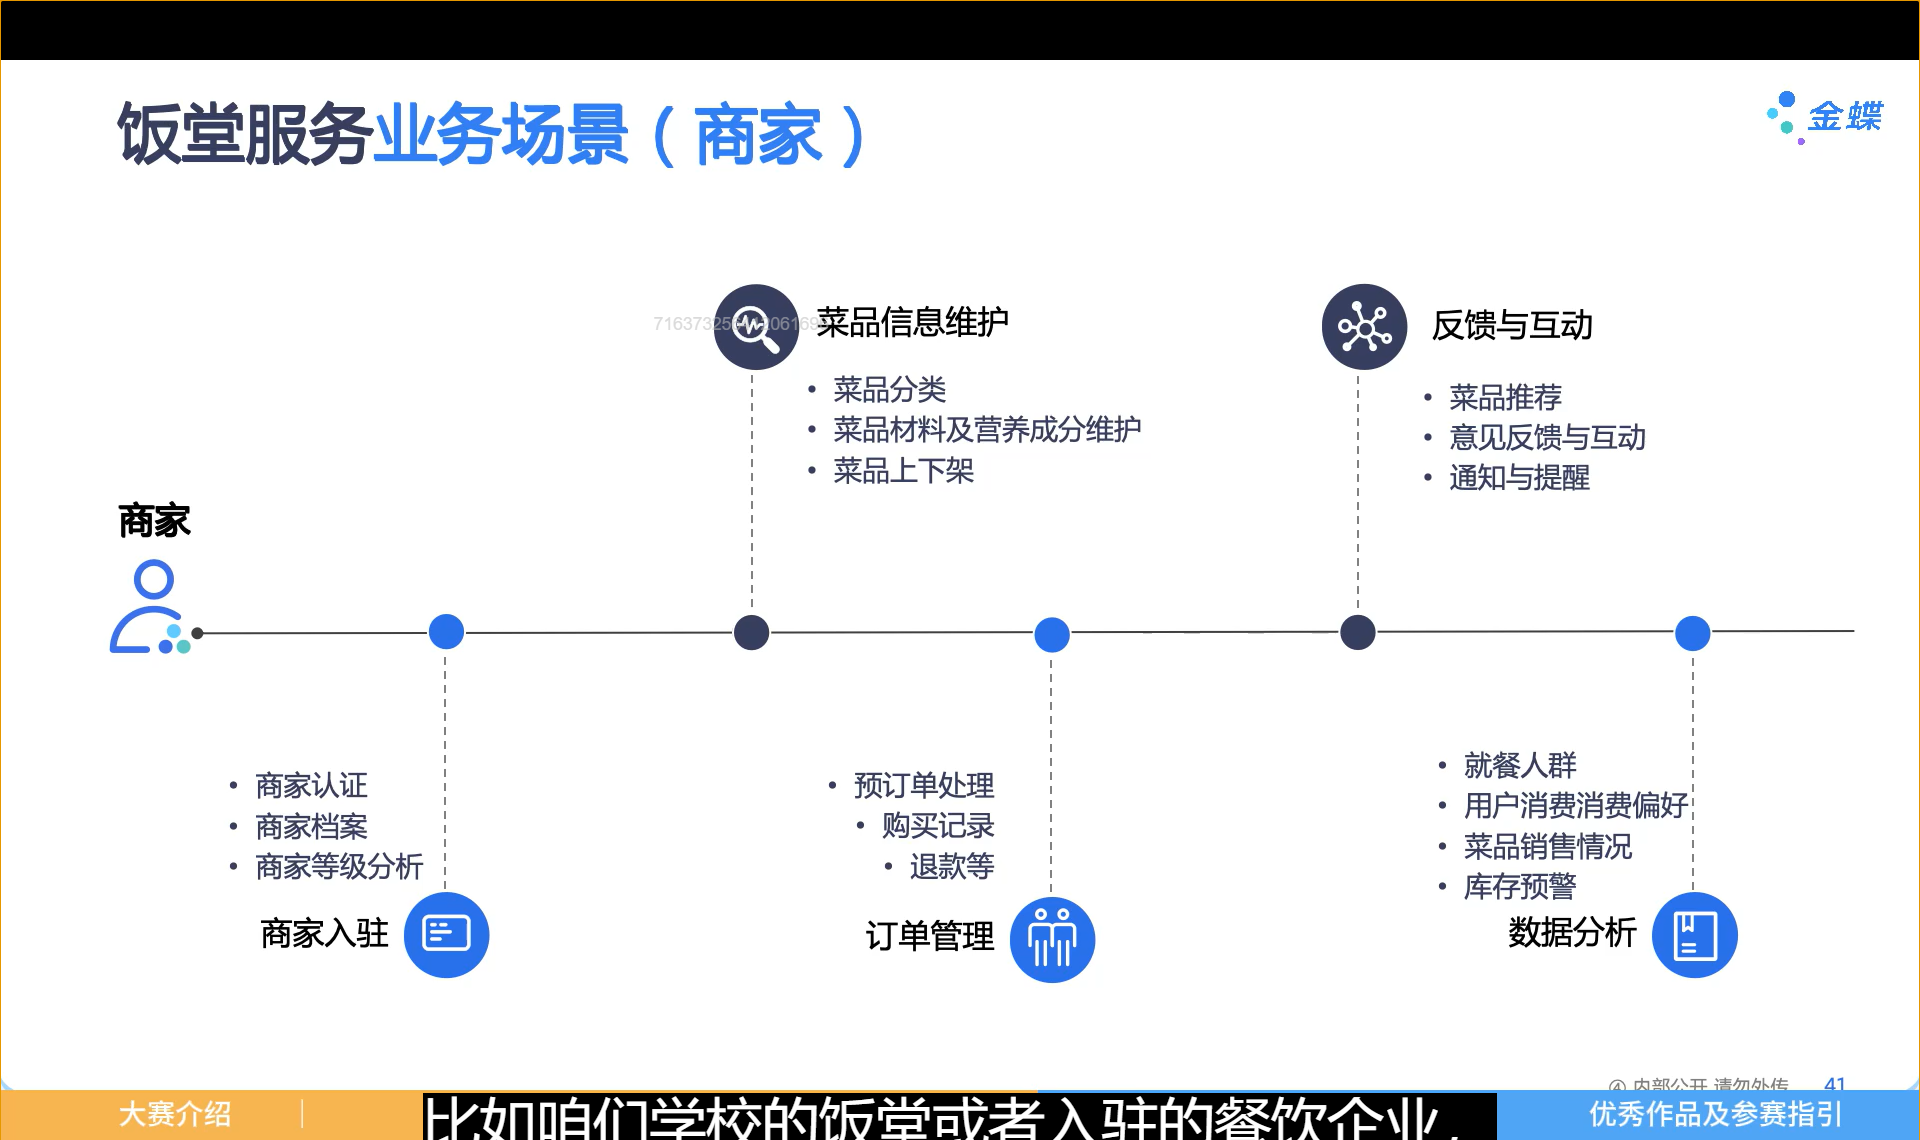 饭堂服务业务场景（商家）
金蝶
菜品信息维护
• 菜品分类
• 菜品材料及营养成分维护
• 菜品上下架
反馈与互动
• 菜品推荐
• 意见反馈与互动
• 通知与提醒
商家
• 商家认证
• 商家档案
• 商家等级分析
商家入驻
• 预订单处理
• 购买记录
• 退款等
订单管理
• 就餐人群
• 用户消费消费偏好
• 菜品销售情况
• 库存预警
数据分析
④ 内部公开 请勿外传 41
大赛介绍
比如咱们学校的饭堂或者入驻的餐饮企业，
优秀作品及参赛指引